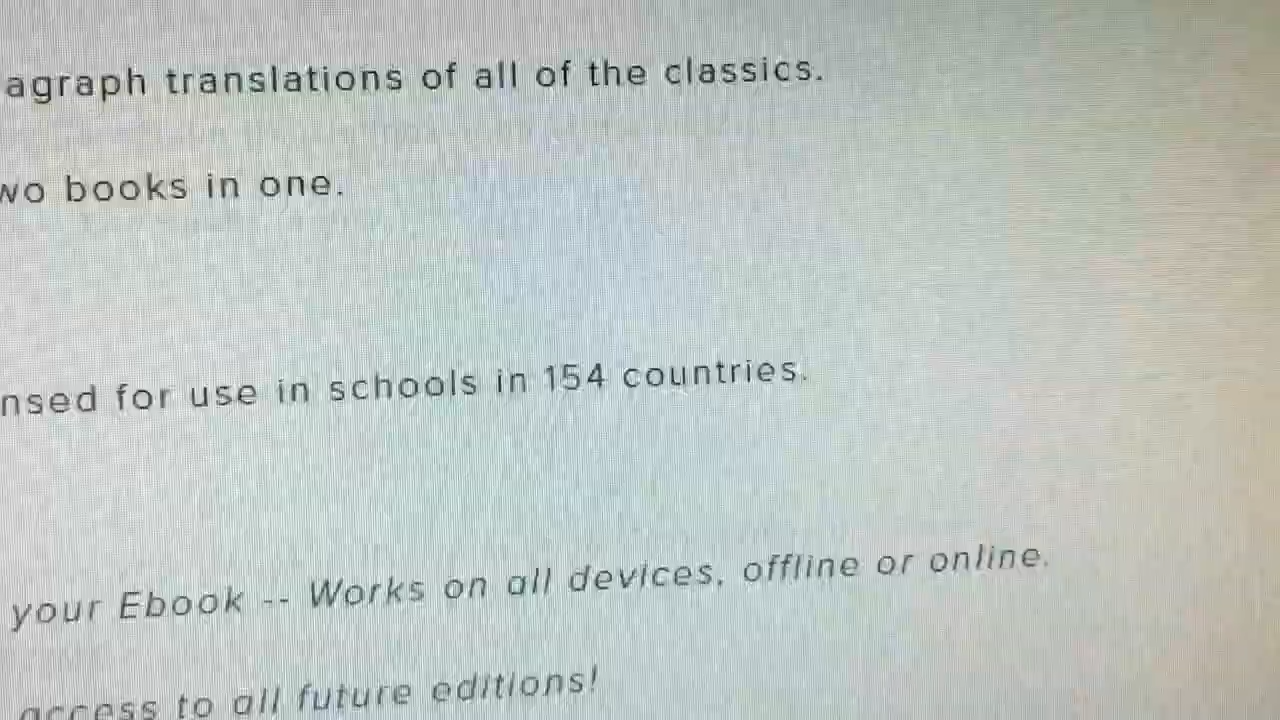 agraph translations of all of the classics.
wo books in one.
nsed for use in schools in 154 countries.
your Ebook -- Works on all devices, offline or online.
access to all future editions!